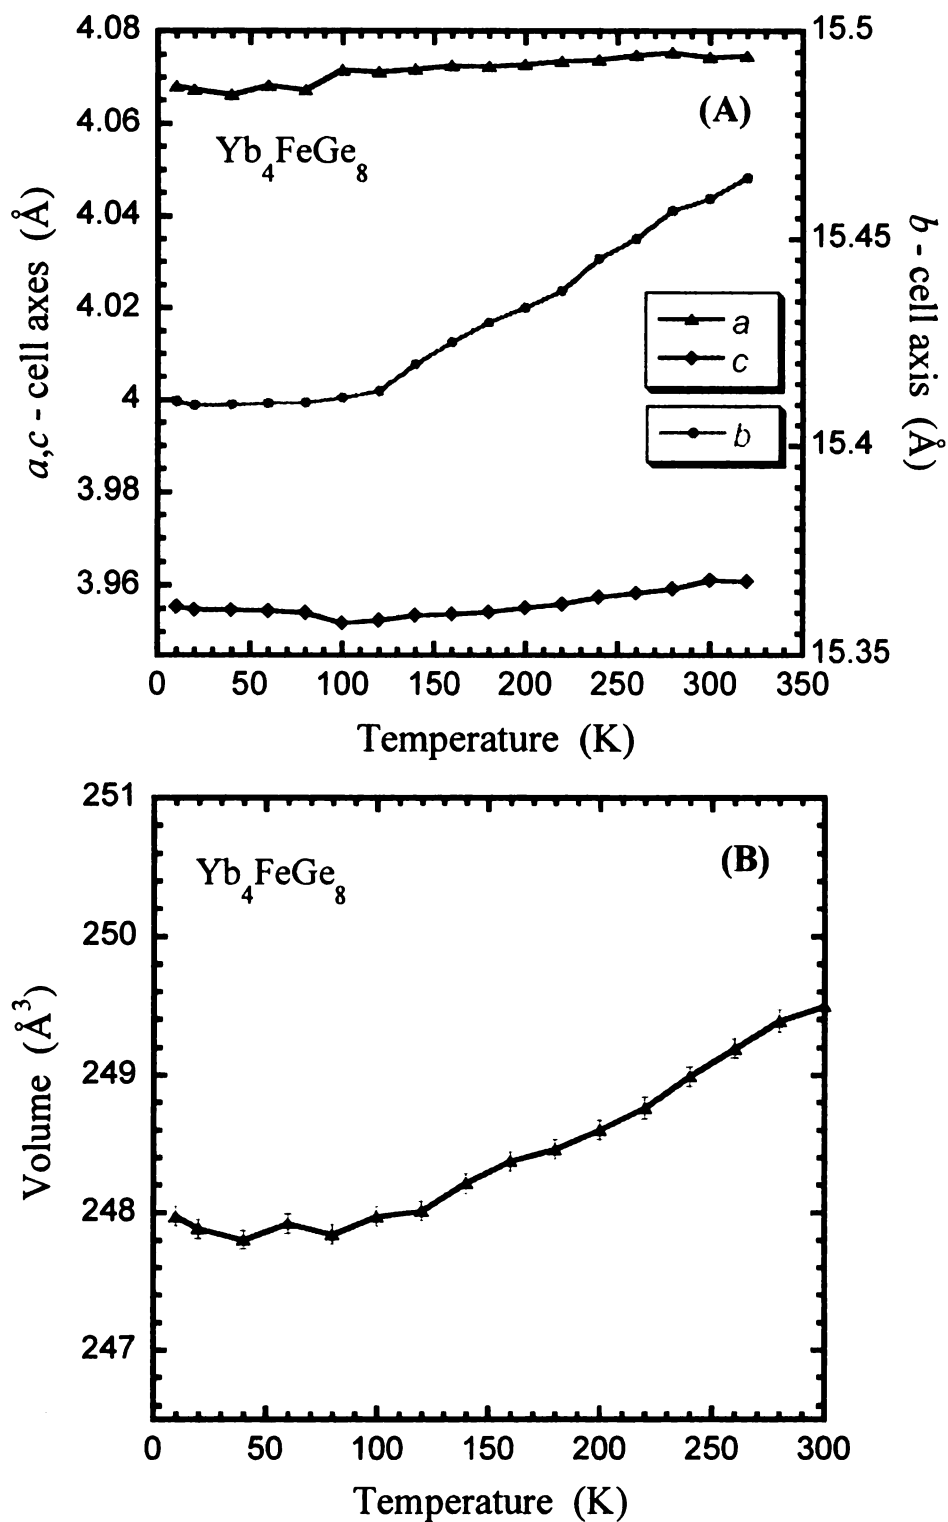 4.08
4.06
4.04
4.02
4
3.98
3.96
a,c - cell axes (Å)
(A)
Yb4FeGe8
a
c
b
15.5
15.45
15.4
15.35
b - cell axis (Å)
0 50 100 150 200 250 300 350
Temperature (K)
251
250
249
248
247
Volume (Å³)
Yb4FeGe8
(B)
0 50 100 150 200 250 300
Temperature (K)